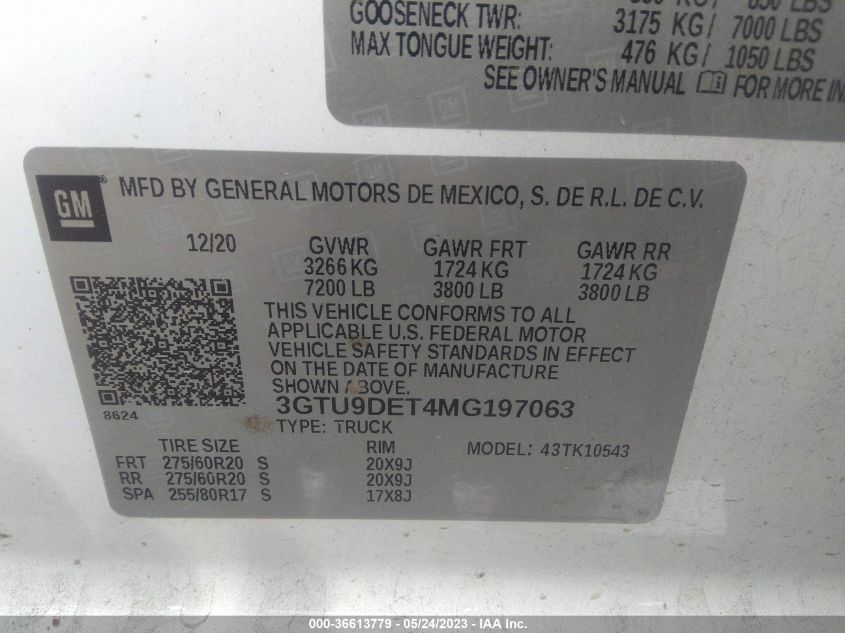 GOOSENECK TWR: 3175 KG/ 7000 LBS
MAX TONGUE WEIGHT: 476 KG/ 1050 LBS
SEE OWNER'S MANUAL FOR MORE
GM
GM
MFD BY GENERAL MOTORS DE MEXICO, S. DE R.L. DE C.V.
12/20 GVWR GAWR FRT GAWR RR
3266 KG 1724 KG 1724 KG
7200 LB 3800 LB 3800 LB
THIS VEHICLE CONFORMS TO ALL
APPLICABLE U.S. FEDERAL MOTOR
VEHICLE SAFETY STANDARDS IN EFFECT
ON THE DATE OF MANUFACTURE
SHOWN ABOVE.
8624
3GTU9DET4MG197063
TYPE: TRUCK
TIRE SIZE RIM MODEL: 43TK10543
FRT 275/60R20 S 20X9J
RR 275/60R20 S 20X9J
SPA 255/80R17 S 17X8J
000-36613779 - 05/24/2023 - IAA Inc.